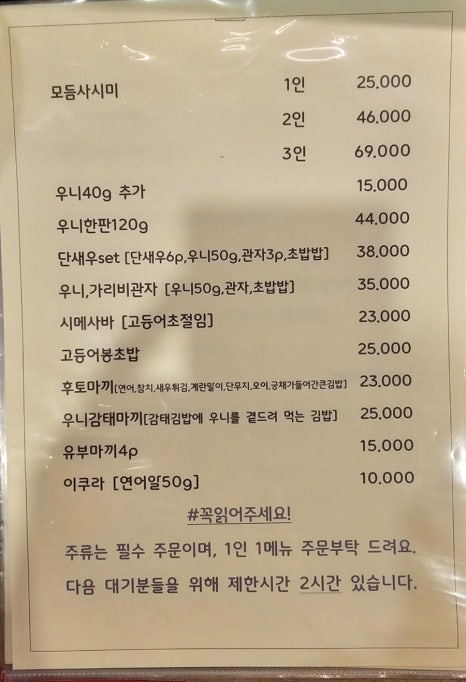 모듬사시미 1인 25,000
2인 46,000
3인 69,000
우니40g 추가 15,000
우니한판120g 44,000
단새우set [단새우6p,우니50g,관자3p,초밥밥] 38,000
우니,가리비관자 [우니50g,관자,초밥밥] 35,000
시메사바 [고등어초절임] 23,000
고등어봉초밥 25,000
후토마끼[연어,참치,새우튀김,계란말이,단무지,오이,궁채가들어간큰김밥] 23,000
우니감태마끼[감태김밥에 우니를 곁드려 먹는 김밥] 25,000
유부마끼4p 15,000
이쿠라 [연어알50g] 10,000
#꼭읽어주세요!
주류는 필수 주문이며, 1인 1메뉴 주문부탁 드려요.
다음 대기분들을 위해 제한시간 2시간 있습니다.